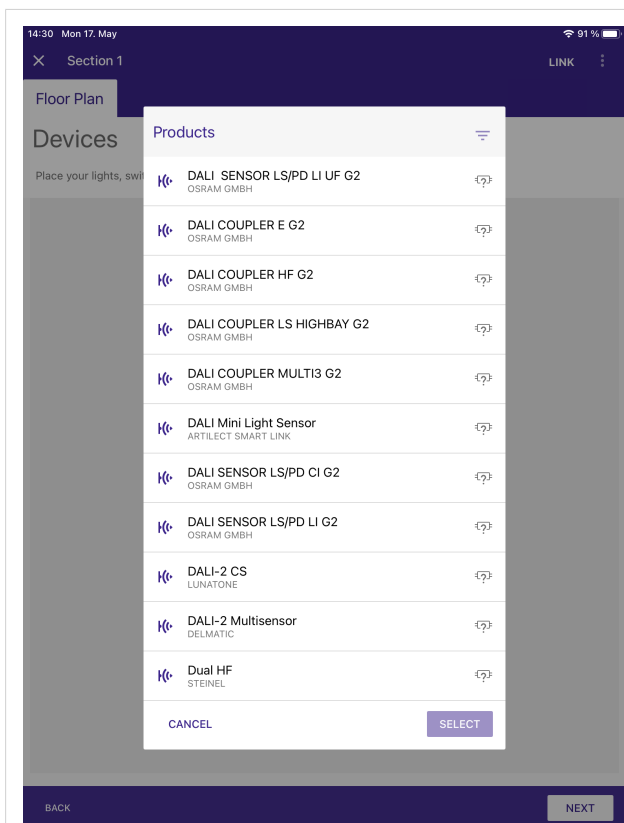 14:30 Mon 17. May
91 %
Section 1
LINK
Floor Plan
Devices
Place your lights, swit
Products
DALI  SENSOR LS/PD LI UF G2
OSRAM GMBH
DALI COUPLER E G2
OSRAM GMBH
DALI COUPLER HF G2
OSRAM GMBH
DALI COUPLER LS HIGHBAY G2
OSRAM GMBH
DALI COUPLER MULTI3 G2
OSRAM GMBH
DALI Mini Light Sensor
ARTILECT SMART LINK
DALI SENSOR LS/PD CI G2
OSRAM GMBH
DALI SENSOR LS/PD LI G2
OSRAM GMBH
DALI-2 CS
LUNATONE
DALI-2 Multisensor
DELMATIC
Dual HF
STEINEL
CANCEL
SELECT
BACK
NEXT